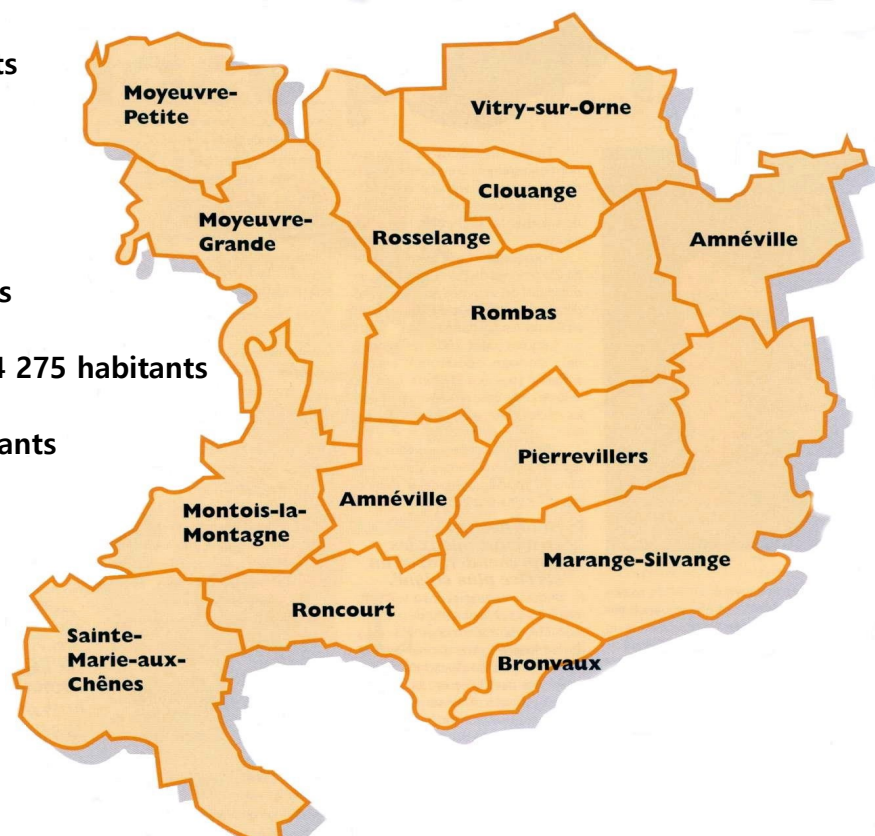 ts
Moyeuvre-
Petite
Vitry-sur-Orne
Clouange
Moyeuvre-
Grande
Rosselange
Amnéville
s
Rombas
4 275 habitants
ants
Pierrevillers
Amnéville
Montois-la-
Montagne
Marange-Silvange
Roncourt
Sainte-
Marie-aux-
Chênes
Bronvaux